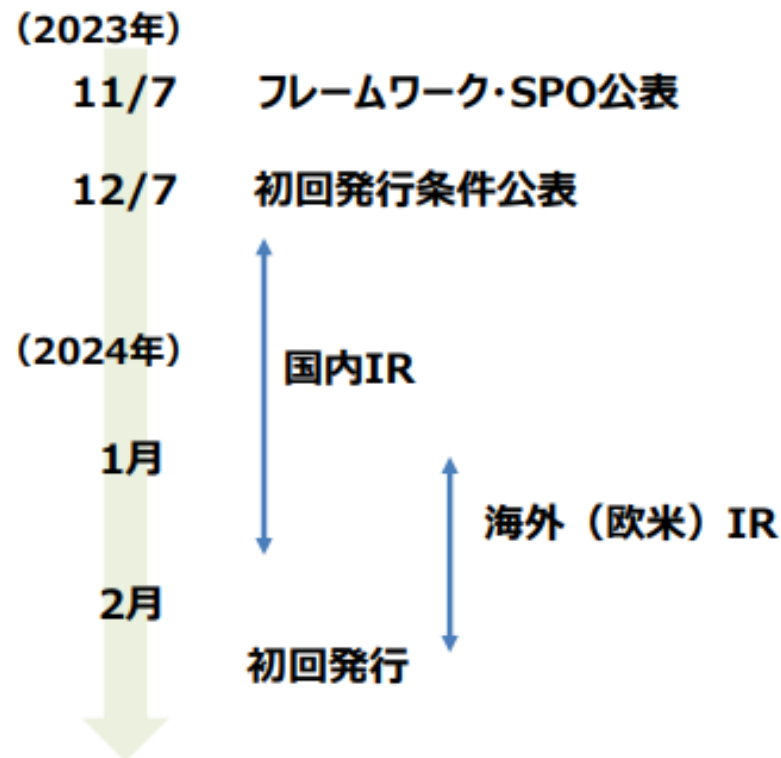 （2023年）
11/7 フレームワーク・SPO公表
12/7 初回発行条件公表
（2024年）
国内IR
1月
海外（欧米）IR
2月
初回発行